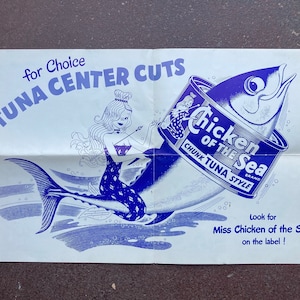 for Choice
TUNA CENTER CUTS
Chicken
OF THE Sea
BRAND
CHUNK TUNA STYLE
Look for
Miss Chicken of the S
on the label !